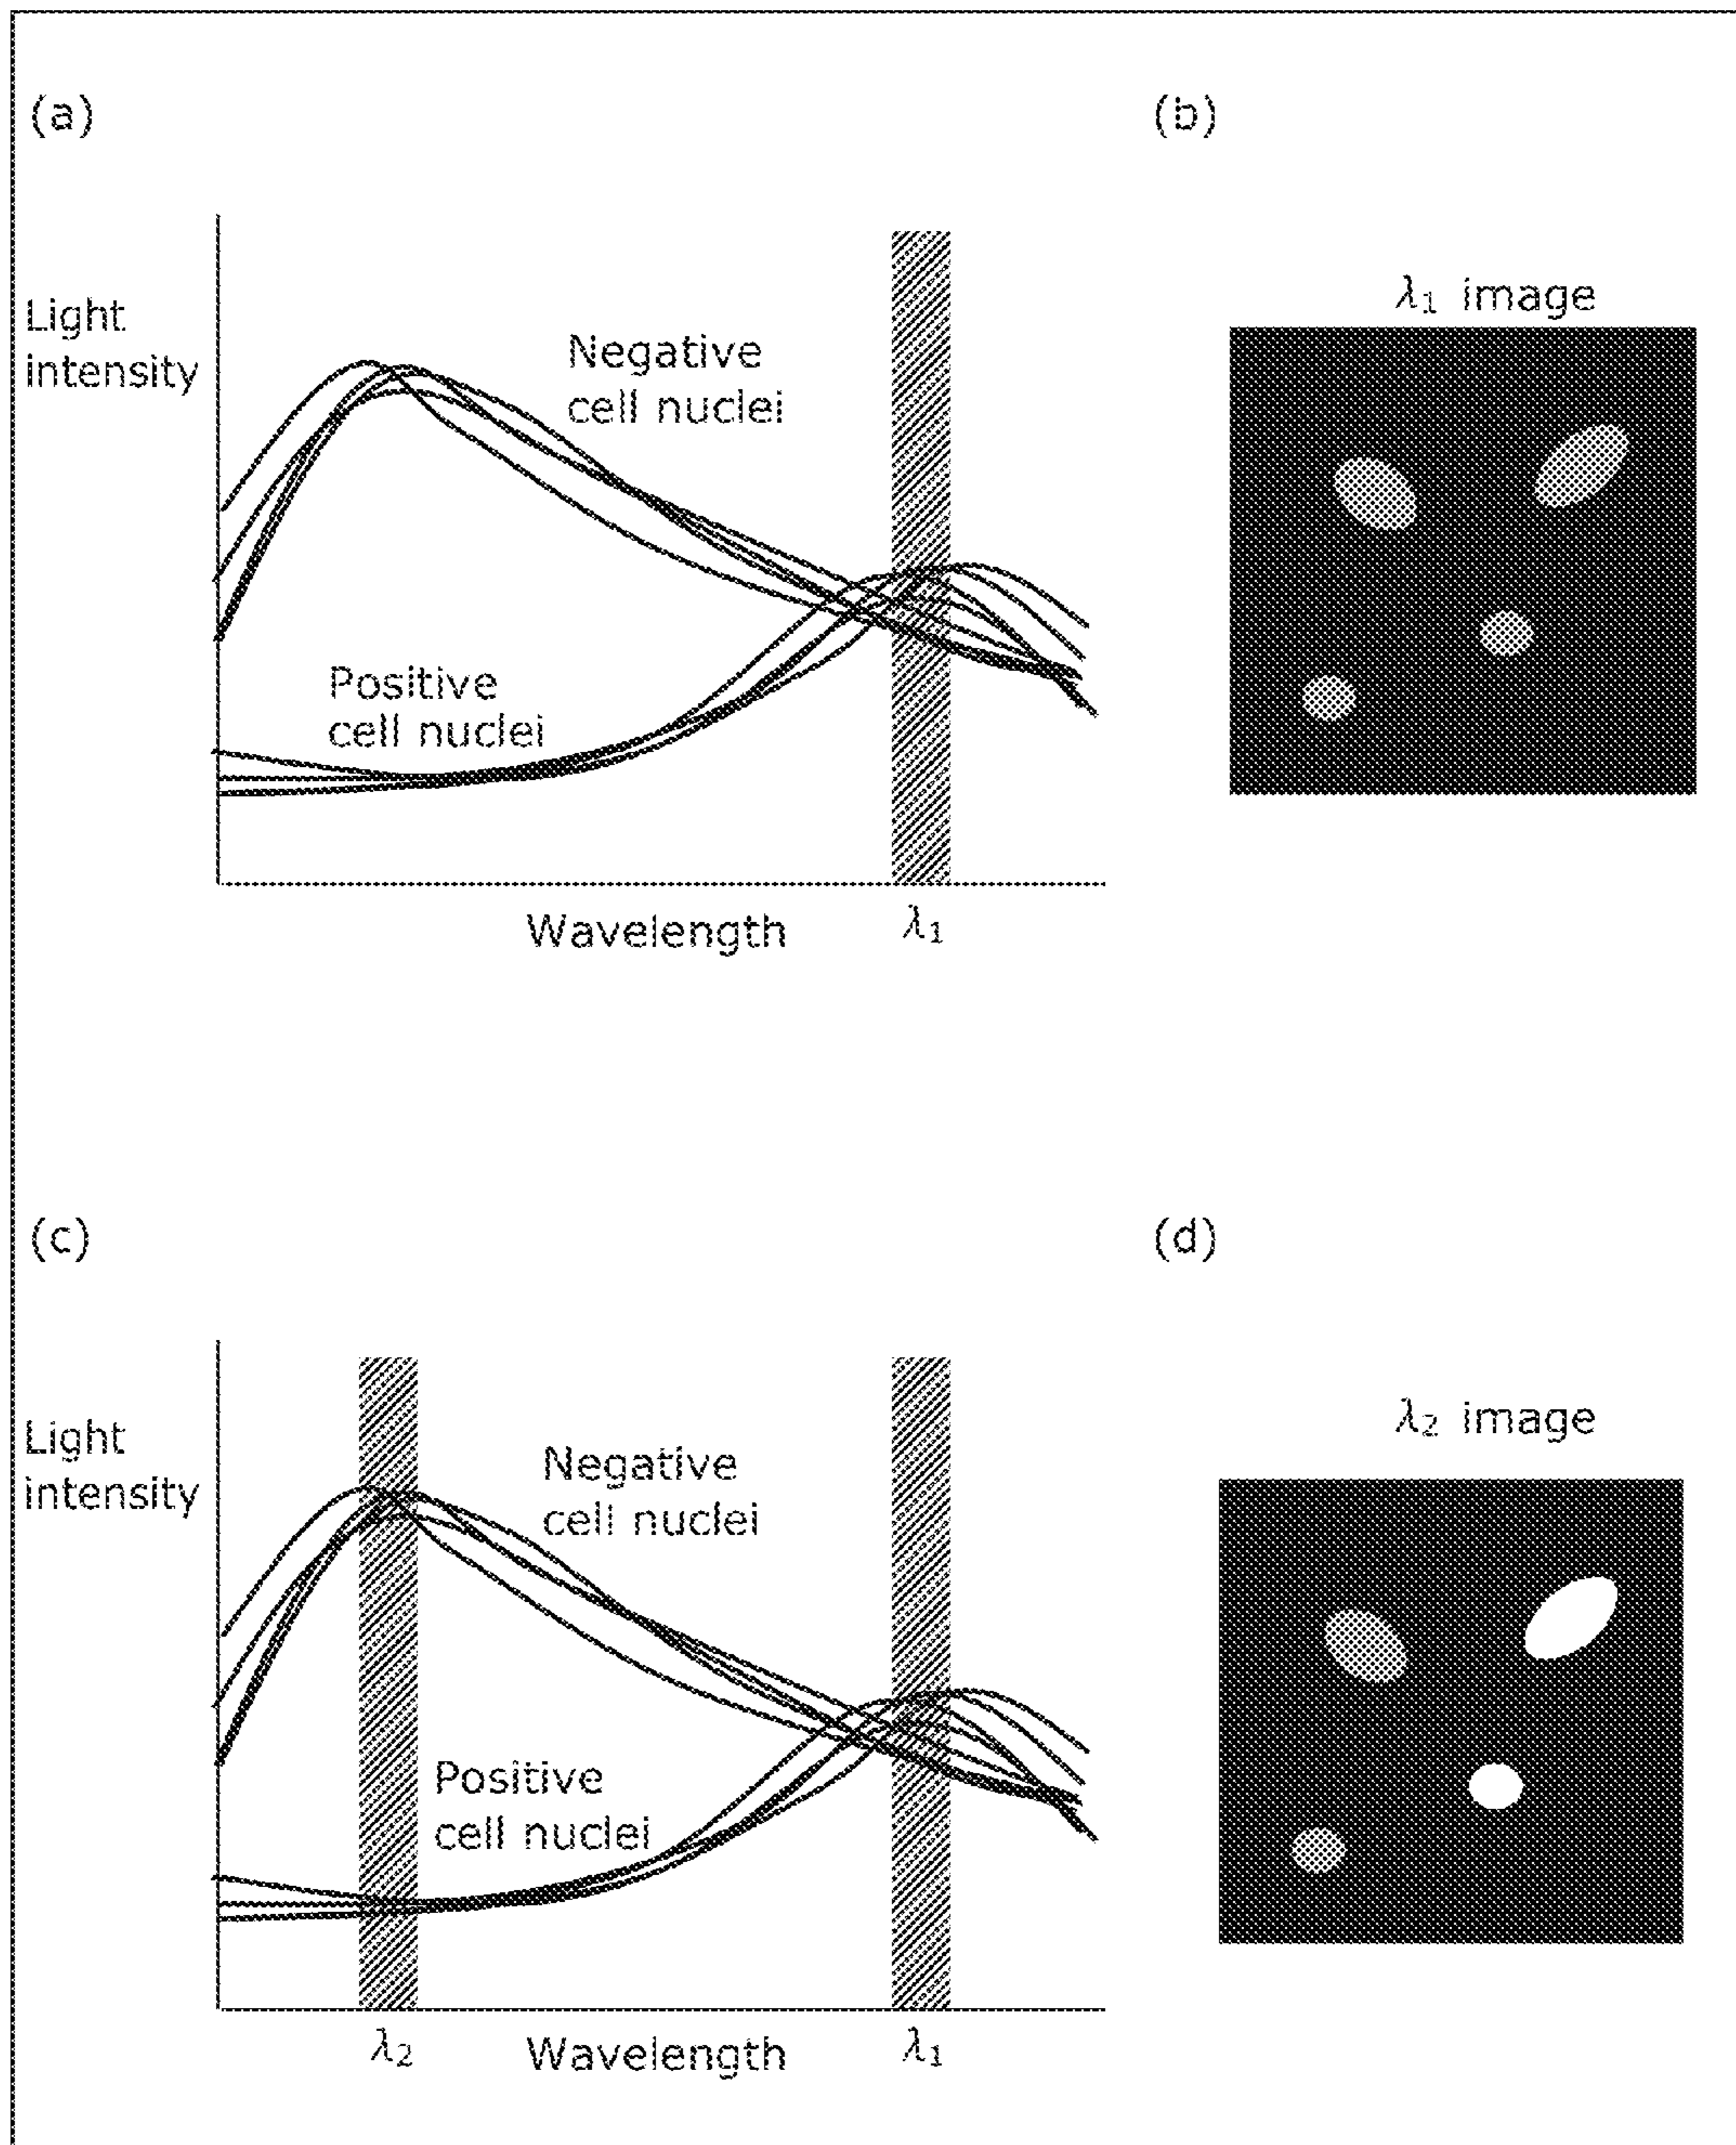 (a)
Light
intensity
Negative
cell nuclei
Positive
cell nuclei
Wavelength
λ₁
(b)
λ₁ image
(c)
Light
intensity
Negative
cell nuclei
Positive
cell nuclei
λ₂
Wavelength
λ₁
(d)
λ₂ image